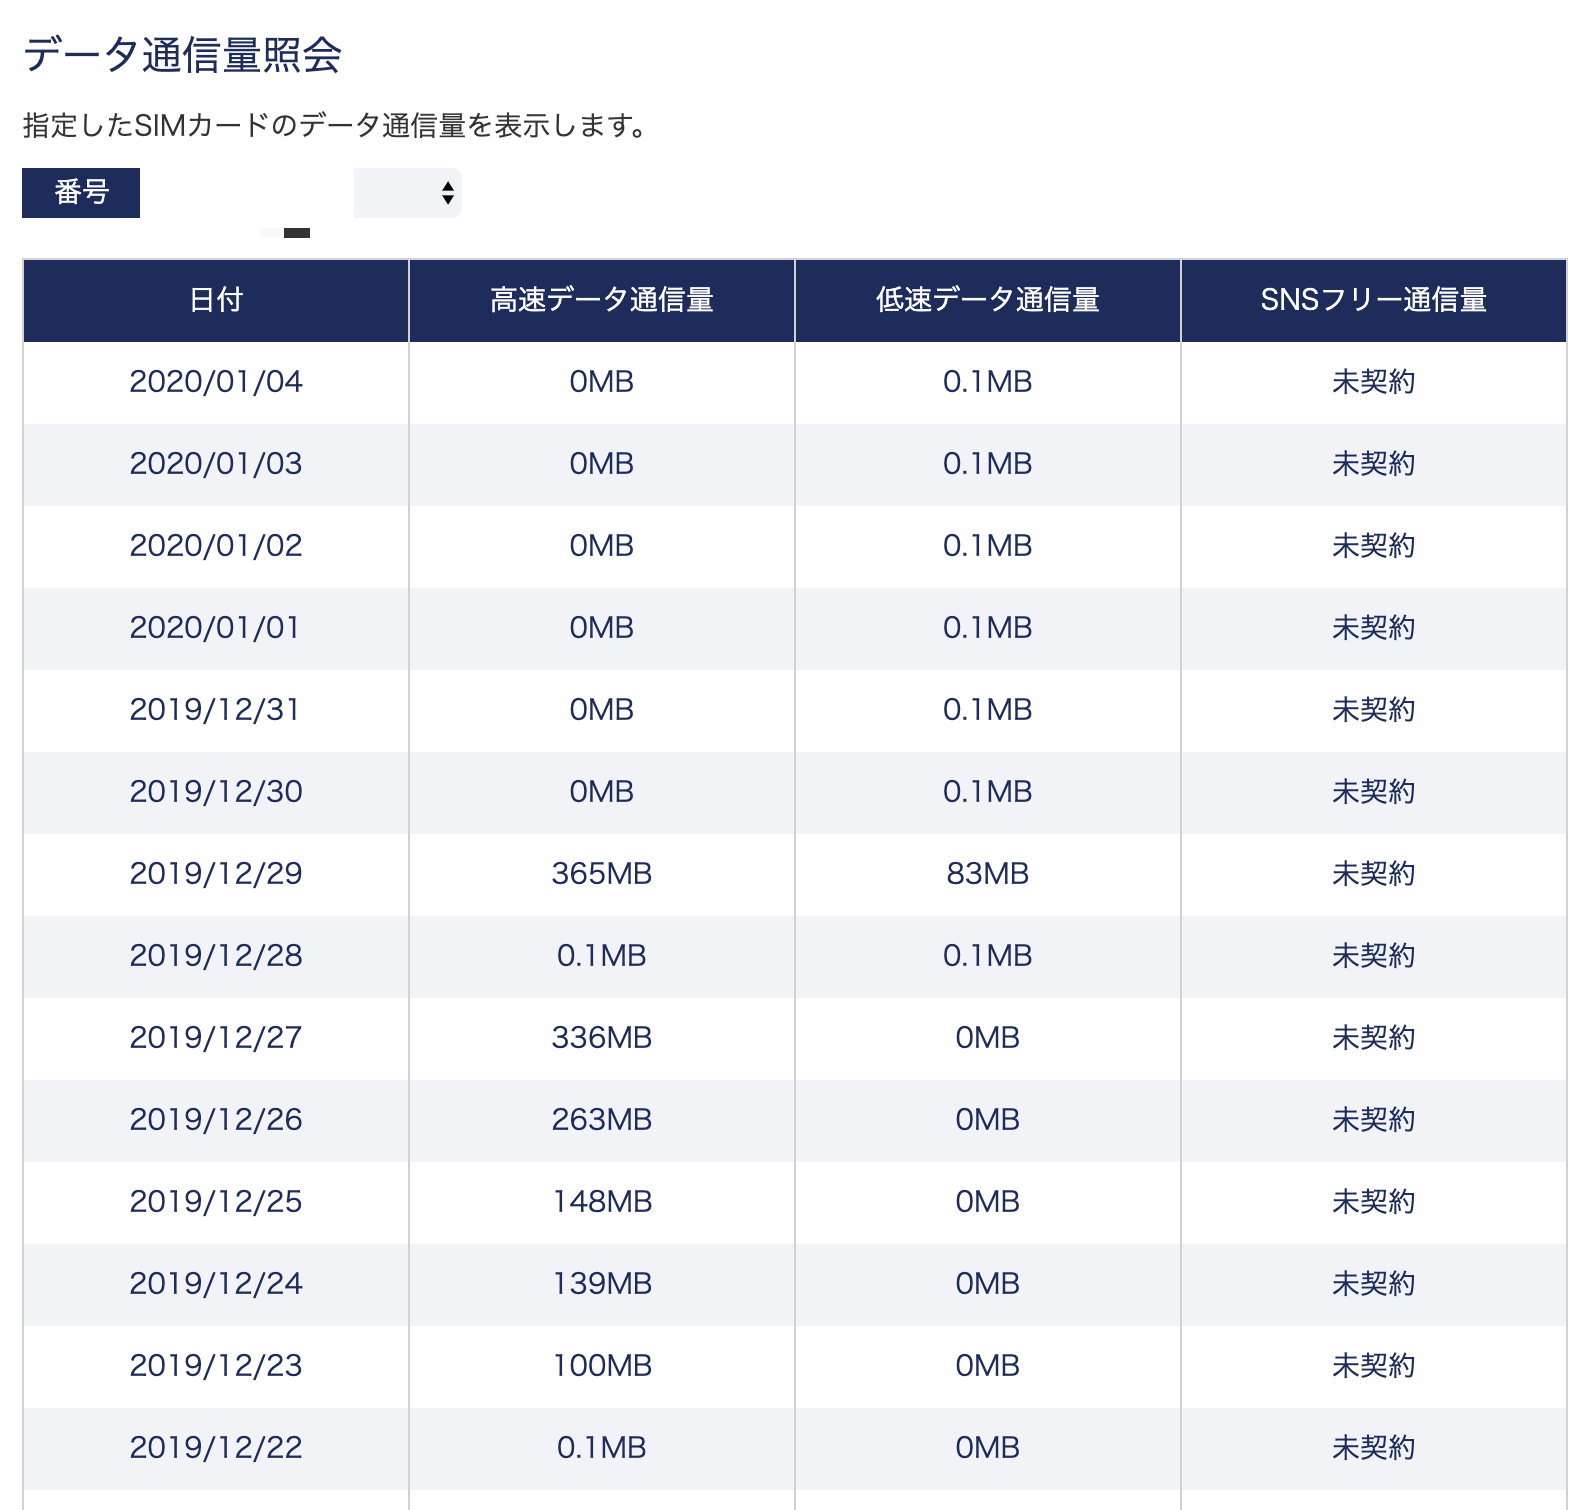 データ通信量照会
指定したSIMカードのデータ通信量を表示します。
番号
日付 高速データ通信量 低速データ通信量 SNSフリー通信量
2020/01/04 0MB 0.1MB 未契約
2020/01/03 0MB 0.1MB 未契約
2020/01/02 0MB 0.1MB 未契約
2020/01/01 0MB 0.1MB 未契約
2019/12/31 0MB 0.1MB 未契約
2019/12/30 0MB 0.1MB 未契約
2019/12/29 365MB 83MB 未契約
2019/12/28 0.1MB 0.1MB 未契約
2019/12/27 336MB 0MB 未契約
2019/12/26 263MB 0MB 未契約
2019/12/25 148MB 0MB 未契約
2019/12/24 139MB 0MB 未契約
2019/12/23 100MB 0MB 未契約
2019/12/22 0.1MB 0MB 未契約